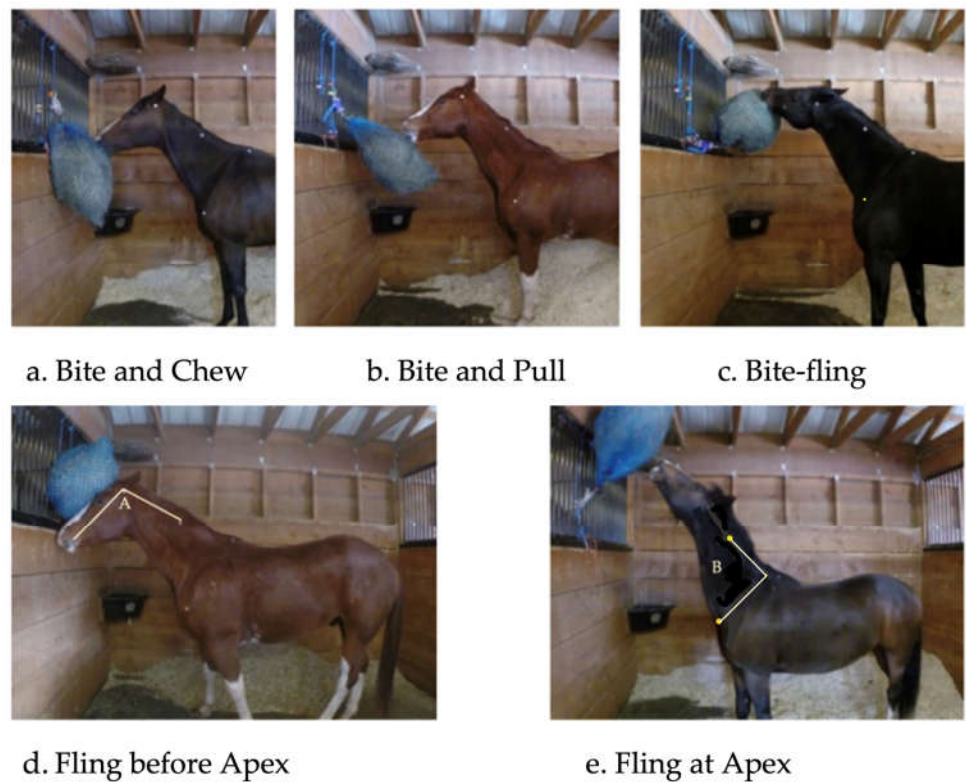 a. Bite and Chew
b. Bite and Pull
c. Bite-fling
A
B
d. Fling before Apex
e. Fling at Apex